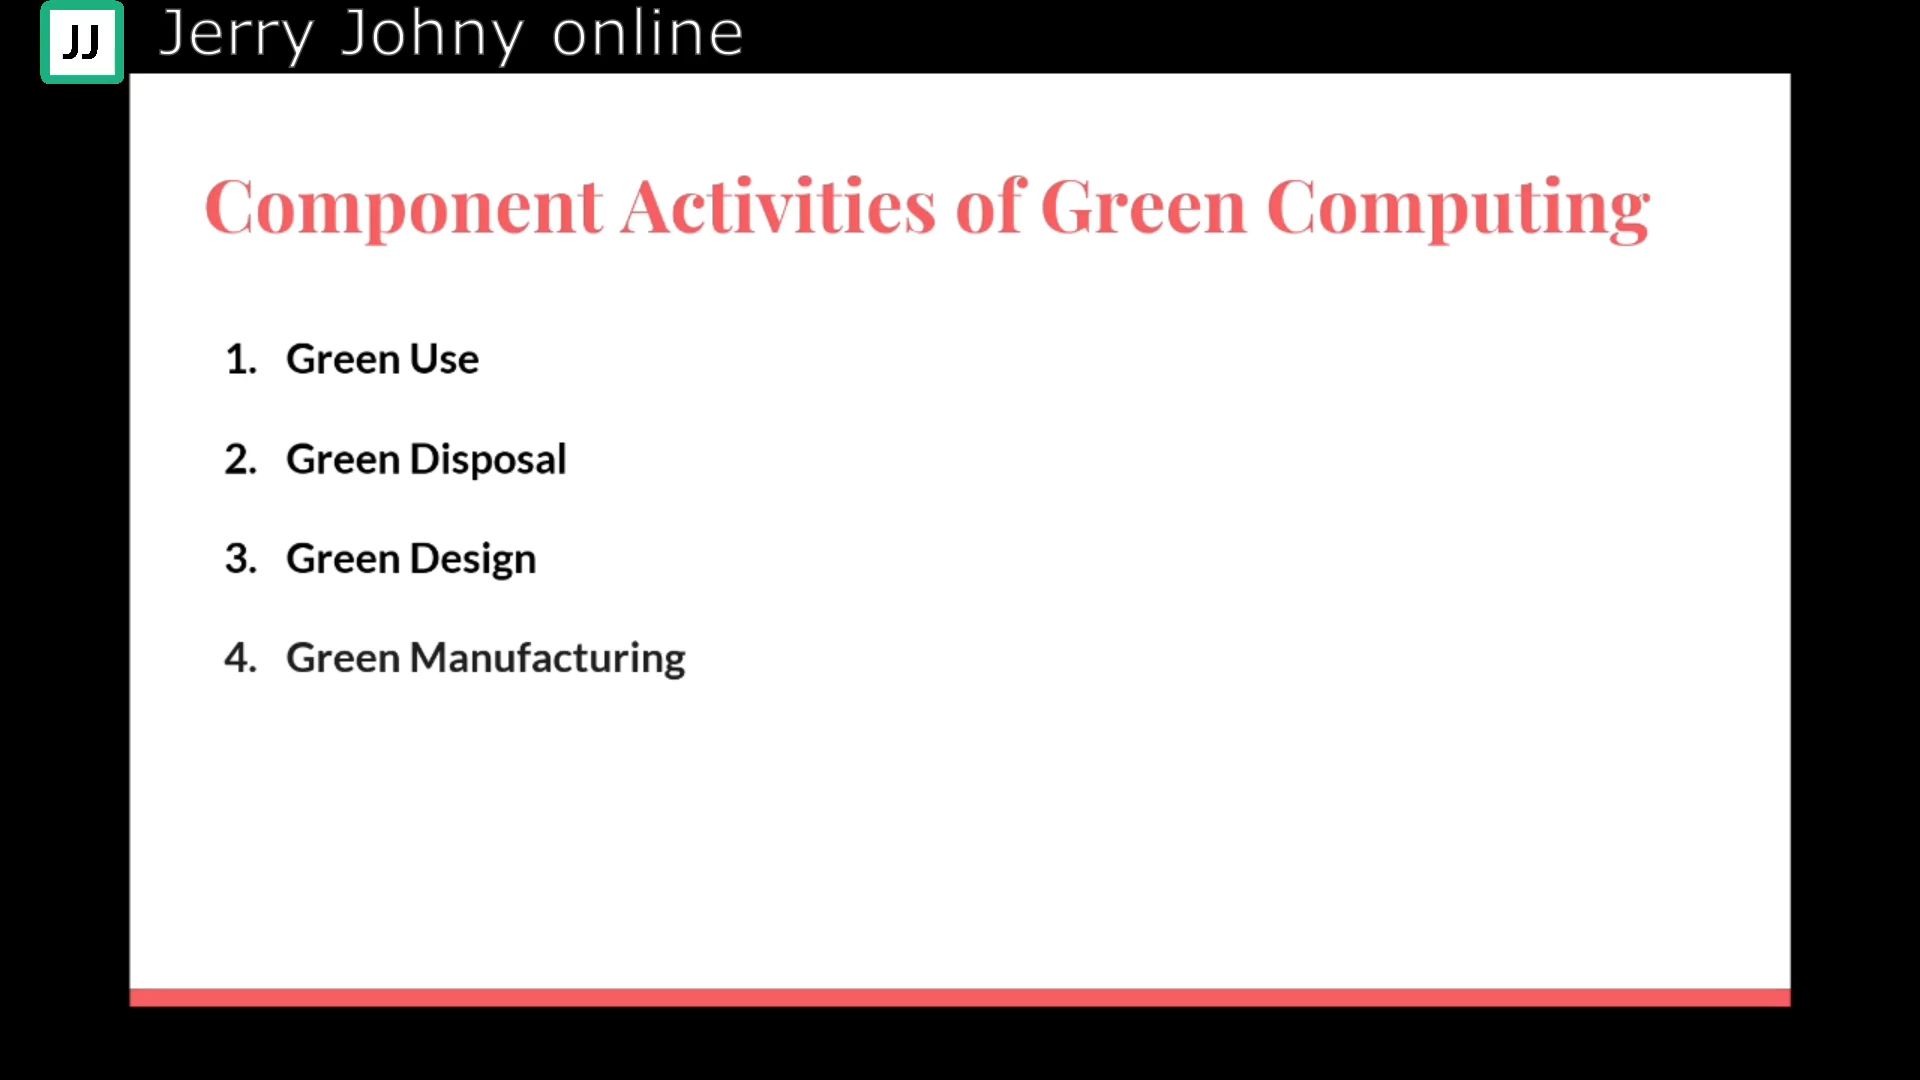 JJ Jerry Johny online
Component Activities of Green Computing
1. Green Use
2. Green Disposal
3. Green Design
4. Green Manufacturing